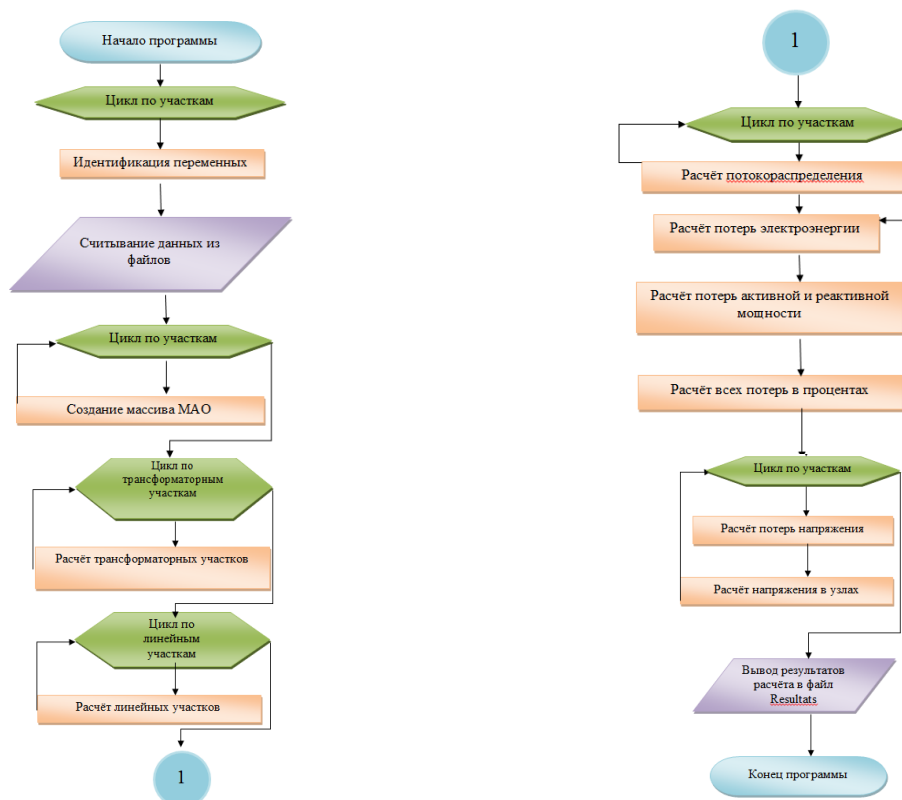 Начало программы
Цикл по участкам
Идентификация переменных
Считывание данных из
файлов
Цикл по участкам
Создание массива МАО
Цикл по
трансформаторным
участкам
Расчёт трансформаторных участков
Цикл по
линейным
участкам
Расчёт линейных участков
1
1
Цикл по участкам
Расчёт потокораспределения
Расчёт потерь электроэнергии
Расчёт потерь активной и реактивной
мощности
Расчёт всех потерь в процентах
Цикл по участкам
Расчёт потерь напряжения
Расчёт напряжения в узлах
Вывод результатов
расчёта в файл
Resultats
Конец программы